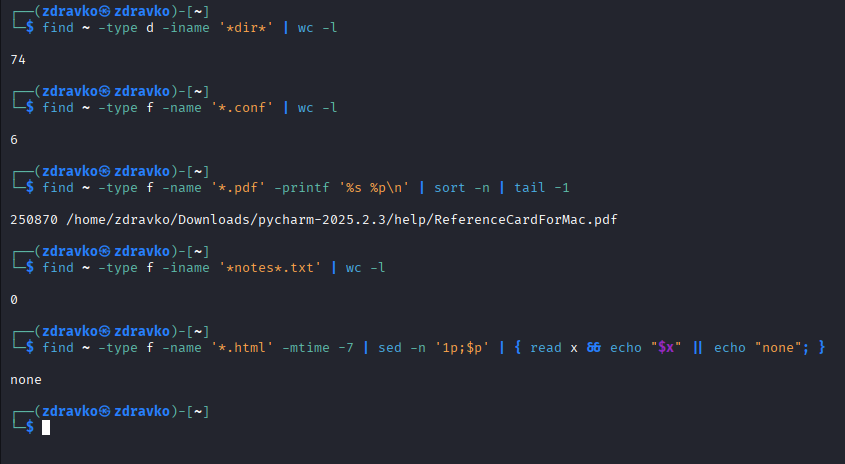 ┌──(zdravko㉿zdravko)-[~]
└─$ find ~ -type d -iname '*dir*' | wc -l
74
┌──(zdravko㉿zdravko)-[~]
└─$ find ~ -type f -name '*.conf' | wc -l
6
┌──(zdravko㉿zdravko)-[~]
└─$ find ~ -type f -name '*.pdf' -printf '%s %p\n' | sort -n | tail -1
250870 /home/zdravko/Downloads/pycharm-2025.2.3/help/ReferenceCardForMac.pdf
┌──(zdravko㉿zdravko)-[~]
└─$ find ~ -type f -iname '*notes*.txt' | wc -l
0
┌──(zdravko㉿zdravko)-[~]
└─$ find ~ -type f -name '*.html' -mtime -7 | sed -n '1p;$p' | { read x && echo "$x" || echo "none"; }
none
┌──(zdravko㉿zdravko)-[~]
└─$